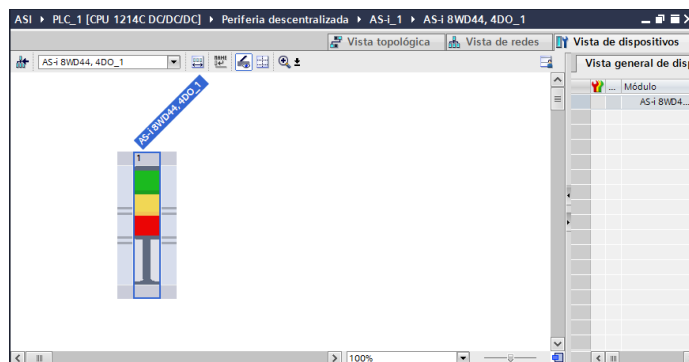 ASI ▸ PLC_1 [CPU 1214C DC/DC/DC] ▸ Periferia descentralizada ▸ AS-i_1 ▸ AS-i 8WD44, 4DO_1
Vista topológica Vista de redes Vista de dispositivos
AS-i 8WD44, 4DO_1
Vista general de disp
... Módulo
AS-i 8WD4...
AS-i 8WD44, 4DO_1
1
100%